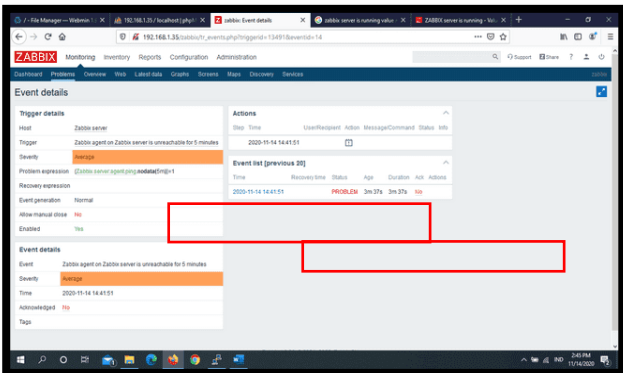 / - File Manager — Webmin 1.
192.168.1.35 / localhost | phpM
zabbix: Event details
zabbix server is running value -
ZABBIX server is running - Valu
192.168.1.35/zabbix/tr_events.php?triggerid=13491&eventid=14
ZABBIX Monitoring Inventory Reports Configuration Administration Support Share ?
Dashboard Problems Overview Web Latest data Graphs Screens Maps Discovery Services zabbix
Event details
Trigger details
Host Zabbix server
Trigger Zabbix agent on Zabbix server is unreachable for 5 minutes
Severity Average
Problem expression {Zabbix server:agent.ping.nodata(5m)}=1
Recovery expression
Event generation Normal
Allow manual close No
Enabled Yes
Event details
Event Zabbix agent on Zabbix server is unreachable for 5 minutes
Severity Average
Time 2020-11-14 14:41:51
Acknowledged No
Tags
Actions
Step Time User/Recipient Action Message/Command Status Info
2020-11-14 14:41:51
Event list [previous 20]
Time Recovery time Status Age Duration Ack Actions
2020-11-14 14:41:51 PROBLEM 3m 37s 3m 37s No
IND
2:45 PM
11/14/2020